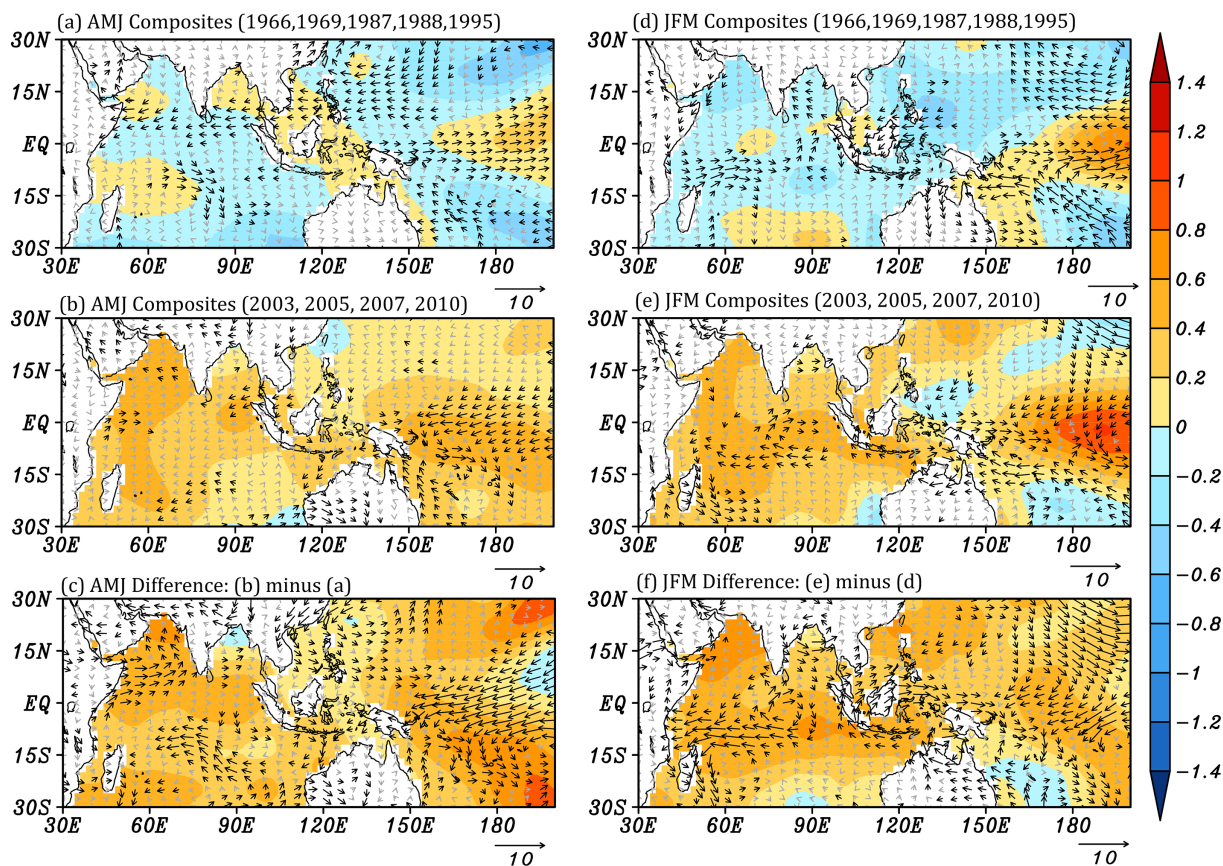 (a) AMJ Composites (1966,1969,1987,1988,1995)
30N
15N
EQ
15S
30S
30E 60E 90E 120E 150E 180
10
(b) AMJ Composites (2003, 2005, 2007, 2010)
30N
15N
EQ
15S
30S
30E 60E 90E 120E 150E 180
10
(c) AMJ Difference: (b) minus (a)
30N
15N
EQ
15S
30S
30E 60E 90E 120E 150E 180
10
(d) JFM Composites (1966,1969,1987,1988,1995)
30N
15N
EQ
15S
30S
30E 60E 90E 120E 150E 180
10
(e) JFM Composites (2003, 2005, 2007, 2010)
30N
15N
EQ
15S
30S
30E 60E 90E 120E 150E 180
10
(f) JFM Difference: (e) minus (d)
30N
15N
EQ
15S
30S
30E 60E 90E 120E 150E 180
10
1.4
1.2
1
0.8
0.6
0.4
0.2
0
−0.2
−0.4
−0.6
−0.8
−1
−1.2
−1.4